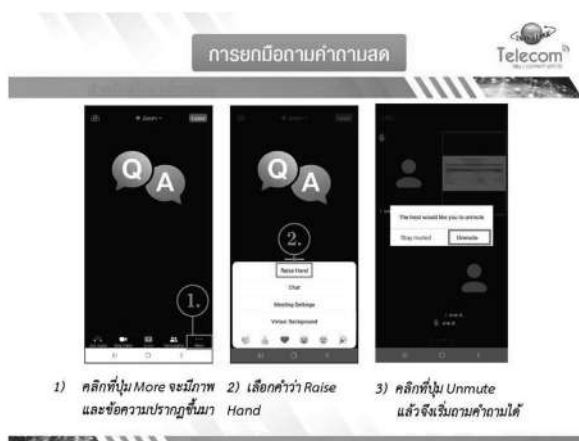 การยกมือถามคำถามสด
Telecom
Zoom
Zoom
Q A
Q A
1.
2.
Raise Hand
Chat
Meeting Settings
Virtual Background
The host would like you to unmute
Stay muted
Unmute
1) คลิกที่ปุ่ม More จะมีภาพ
และข้อความปรากฏขึ้นมา
2) เลือกคำว่า Raise
Hand
3) คลิกที่ปุ่ม Unmute
แล้วจึงเริ่มถามคำถามได้